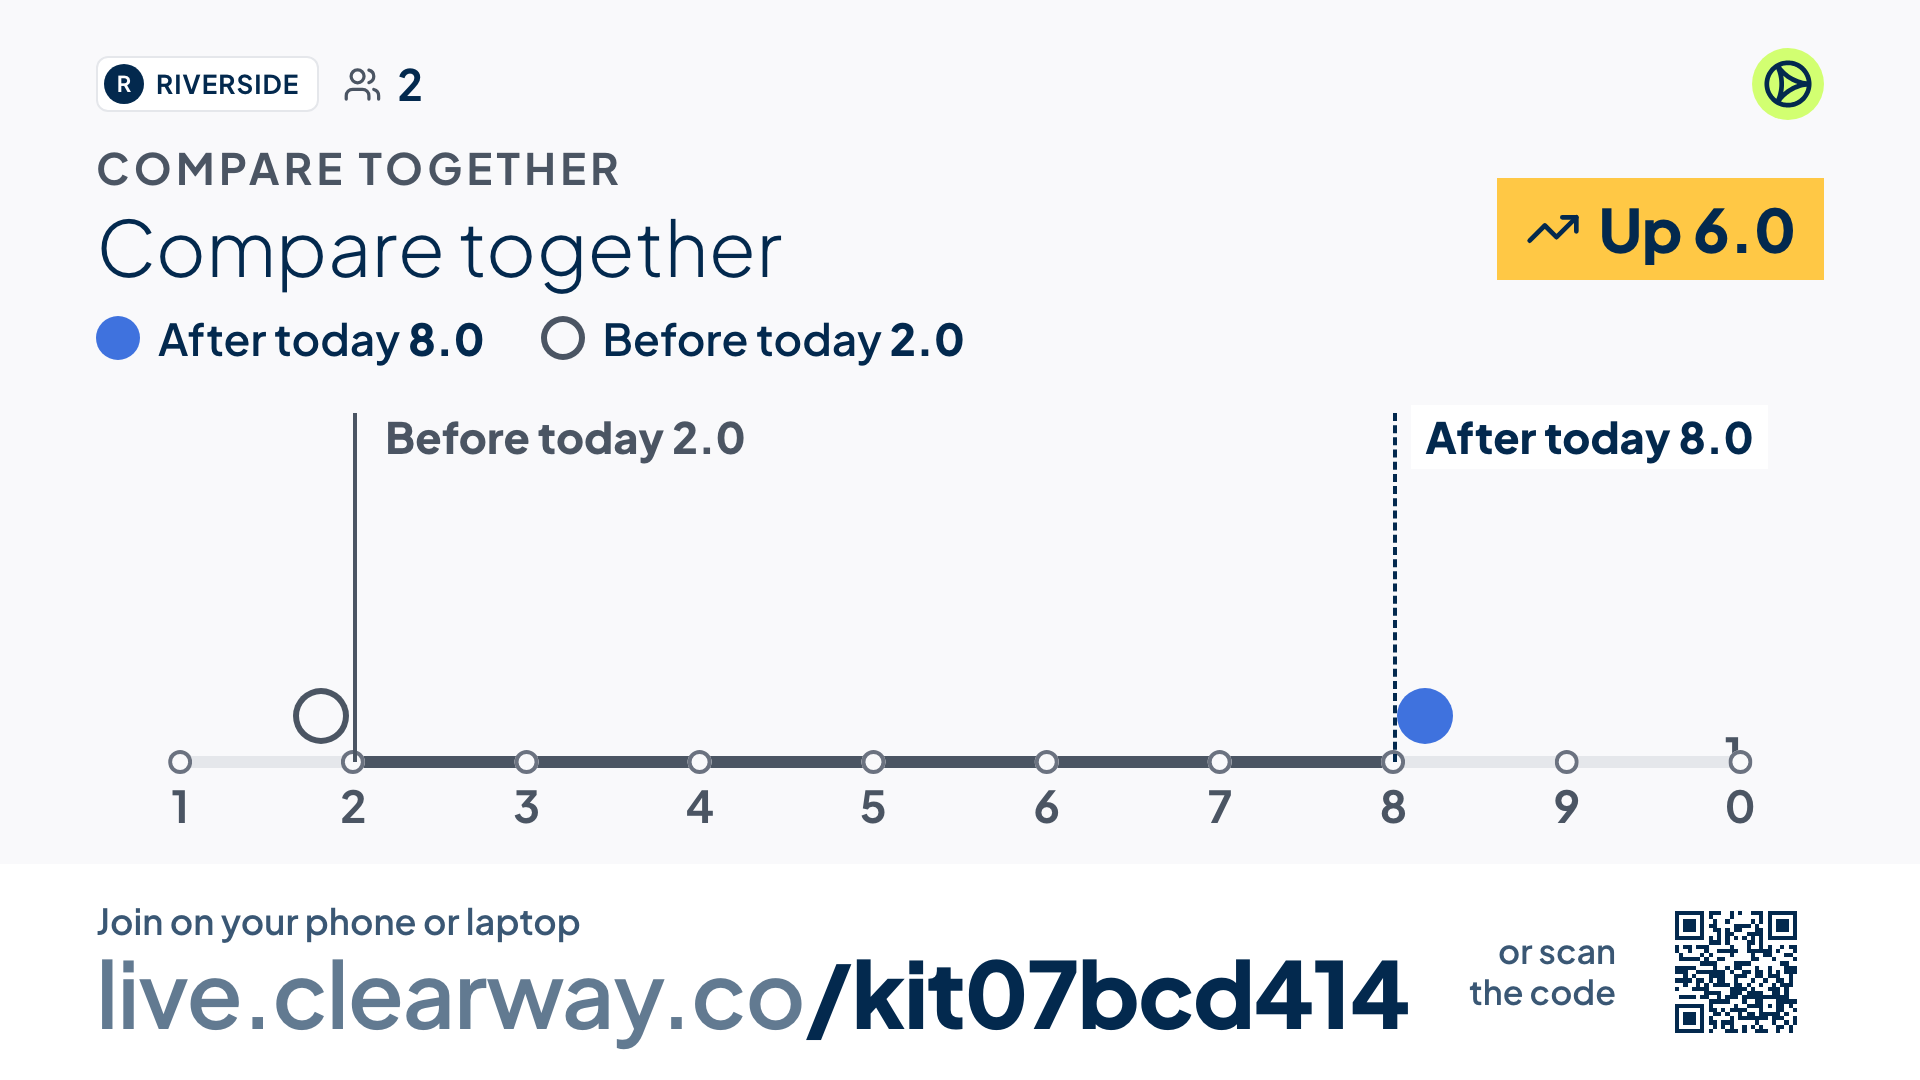 R RIVERSIDE 2
COMPARE TOGETHER
Compare together
Up 6.0
After today 8.0 Before today 2.0
Before today 2.0 After today 8.0
1 2 3 4 5 6 7 8 9 10
Join on your phone or laptop
live.clearway.co/kit07bcd414
or scan
the code